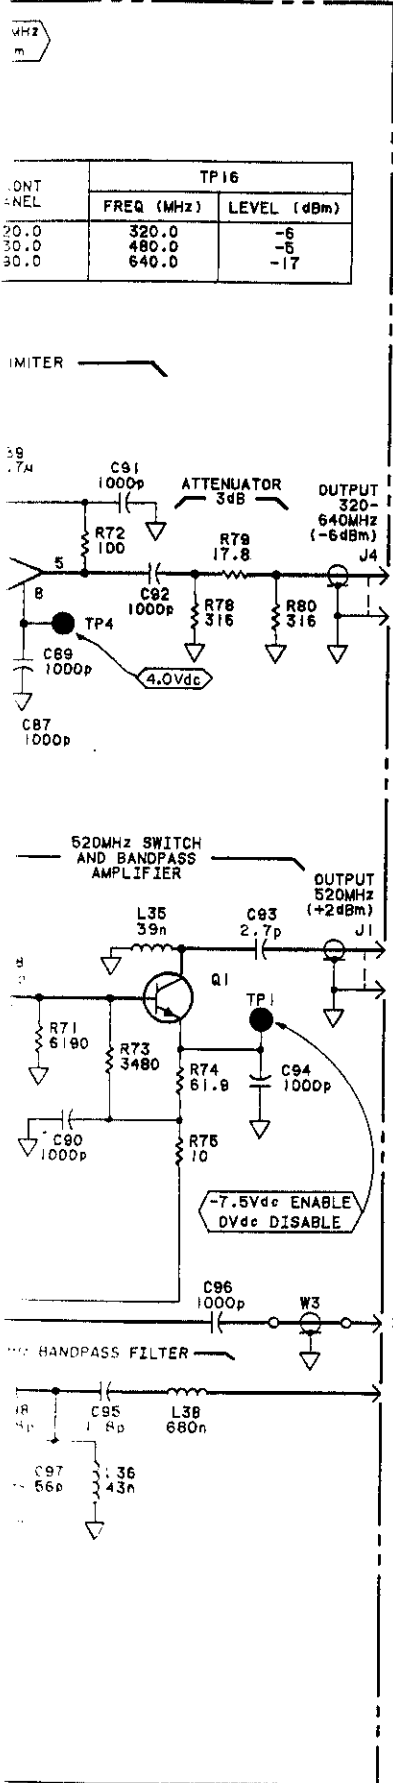 MHz
m
TP16
FREQ (MHz)
LEVEL (dBm)
320.0
-6
480.0
-5
640.0
-17
C91
1000p
ATTENUATOR
3dB
OUTPUT
320-
640MHz
(-6dBm)
R72
100
R79
17.8
J4
5
8
C92
1000p
R78
316
R80
316
TP4
C89
1000p
4.0Vdc
C87
1000p
520MHz SWITCH
AND BANDPASS
AMPLIFIER
OUTPUT
520MHz
(+2dBm)
L35
39n
C93
2.7p
J1
Q1
TP1
R71
6190
R73
3480
R74
61.9
C94
1000p
C90
1000p
R75
10
-7.5Vdc ENABLE
0Vdc DISABLE
C96
1000p
W3
BANDPASS FILTER
C95
L38
680n
C97
56p
L36
43n